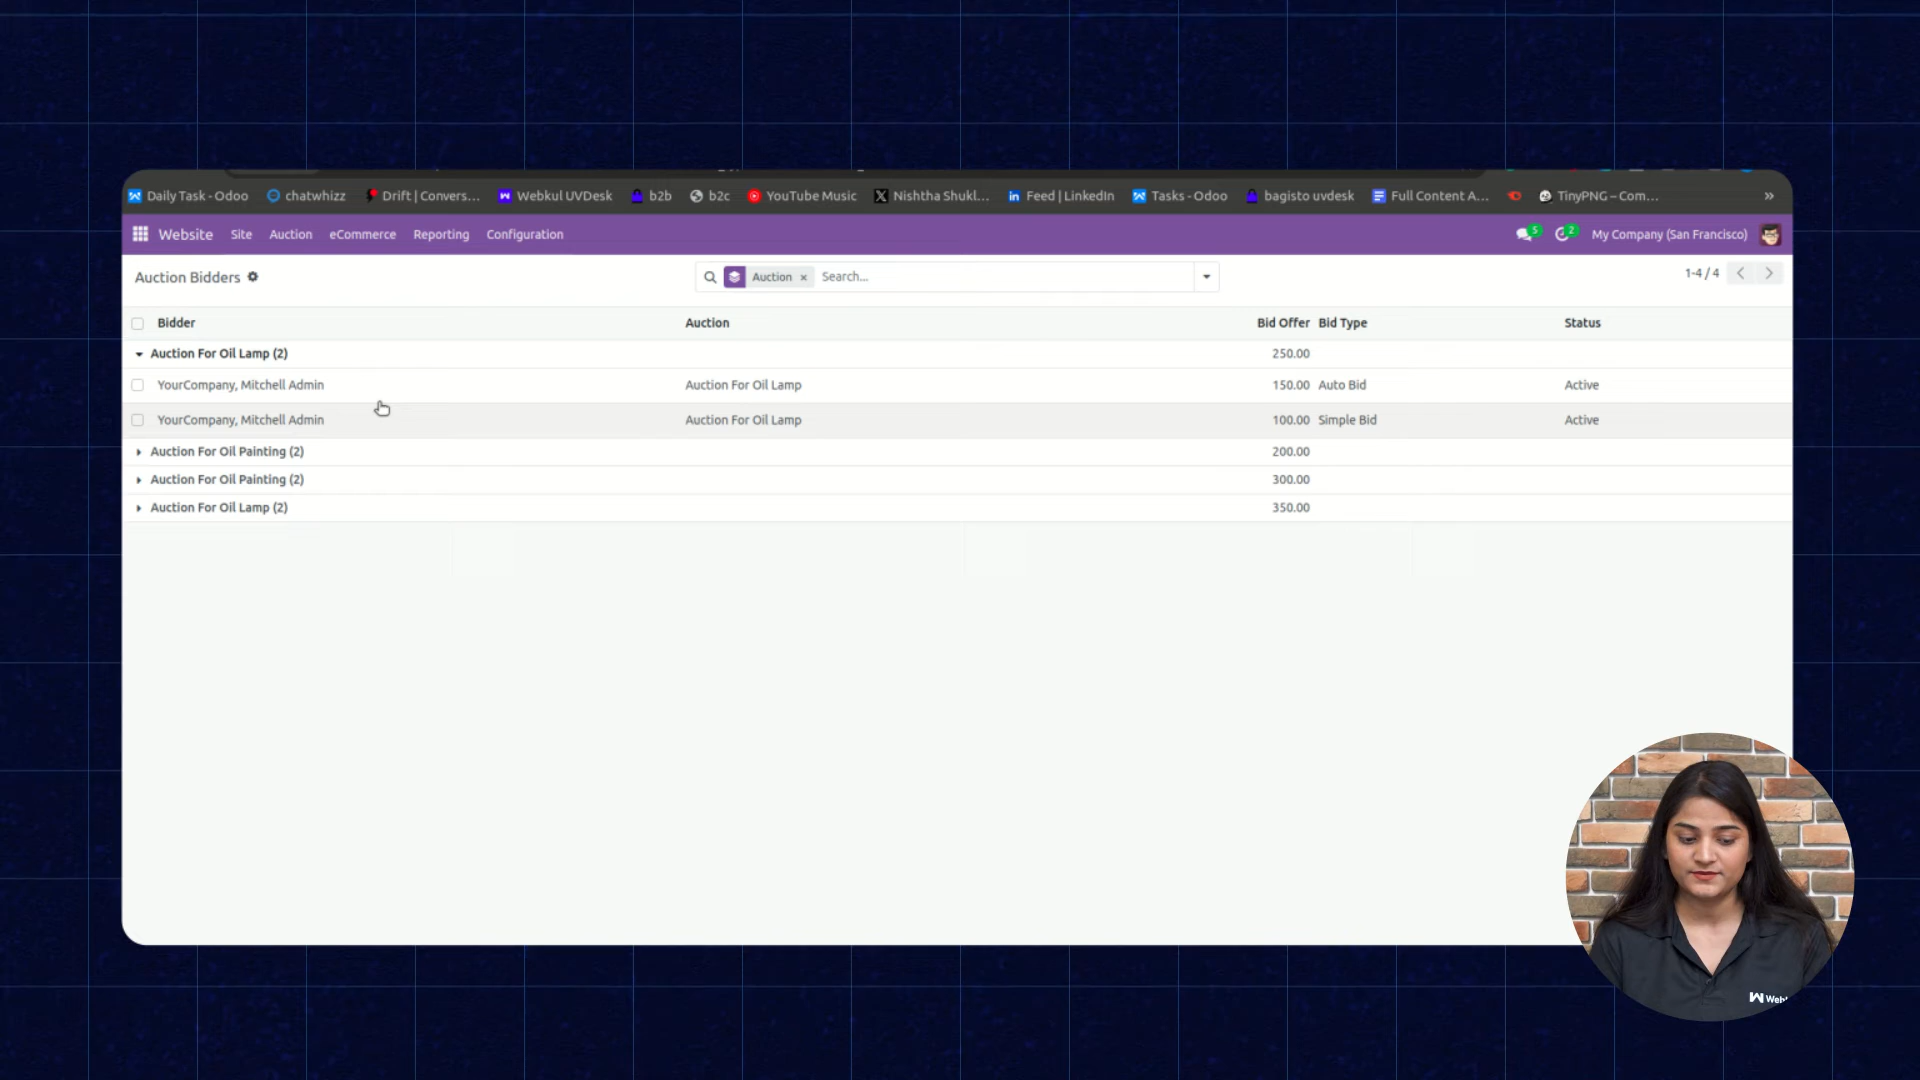 Daily Task - Odoo chatwhizz Drift | Convers... Webkul UVDesk b2b b2c YouTube Music Nishtha Shukl... Feed | LinkedIn Tasks - Odoo bagisto uvdesk Full Content A... TinyPNG – Com... »
Website Site Auction eCommerce Reporting Configuration 5 2 My Company (San Francisco)
Auction Bidders Auction × Search... 1-4 / 4
Bidder Auction Bid Offer Bid Type Status
Auction For Oil Lamp (2) 250.00
YourCompany, Mitchell Admin Auction For Oil Lamp 150.00 Auto Bid Active
YourCompany, Mitchell Admin Auction For Oil Lamp 100.00 Simple Bid Active
Auction For Oil Painting (2) 200.00
Auction For Oil Painting (2) 300.00
Auction For Oil Lamp (2) 350.00